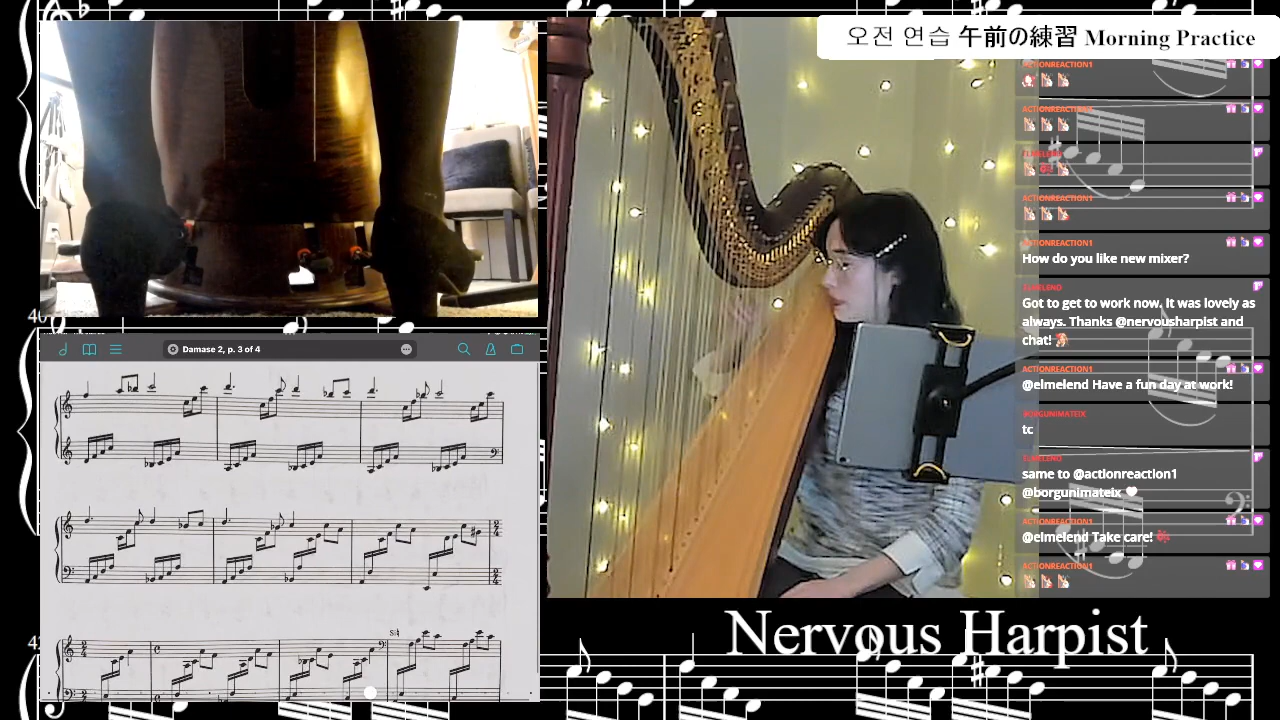 오전 연습 午前の練習 Morning Practice
ACTIONREACTION1
ACTIONREACTION1
ELMELEND
ACTIONREACTION1
ACTIONREACTION1
How do you like new mixer?
ELMELEND
Got to get to work now. It was lovely as
always. Thanks @nervousharpist and
chat!
ACTIONREACTION1
@elmelend Have a fun day at work!
BORGUNIMATEIX
tc
ELMELEND
same to @actionreaction1
@borgunimateix
ACTIONREACTION1
@elmelend Take care!
ACTIONREACTION1
40
Damase 2, p. 3 of 4
Nervous Harpist